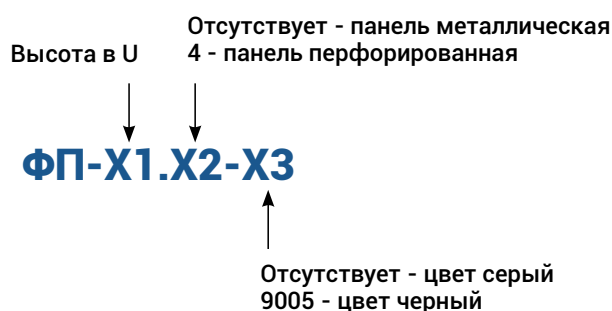 Отсутствует - панель металлическая
Высота в U
4 - панель перфорированная
ФП-X1.X2-X3
Отсутствует - цвет серый
9005 - цвет черный